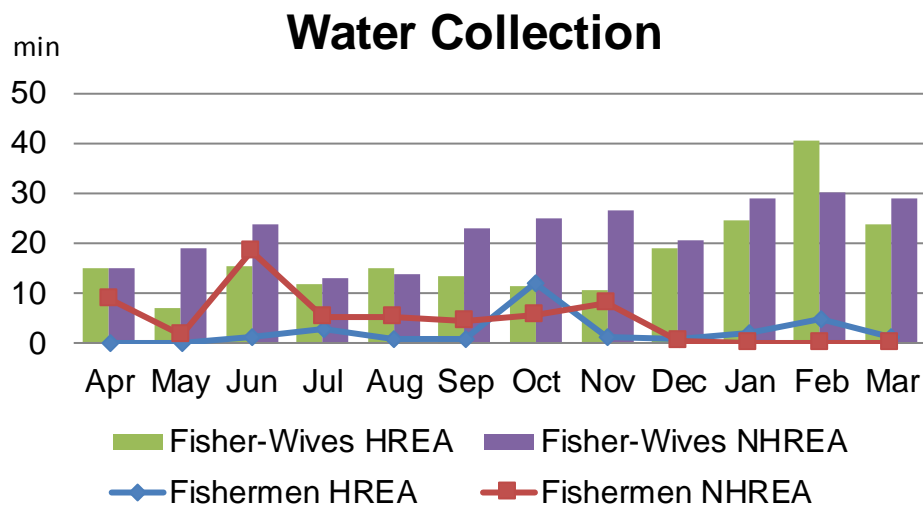 Water Collection
min
50
40
30
20
10
0
Apr May Jun Jul Aug Sep Oct Nov Dec Jan Feb Mar
Fisher-Wives HREA Fisher-Wives NHREA
Fishermen HREA Fishermen NHREA